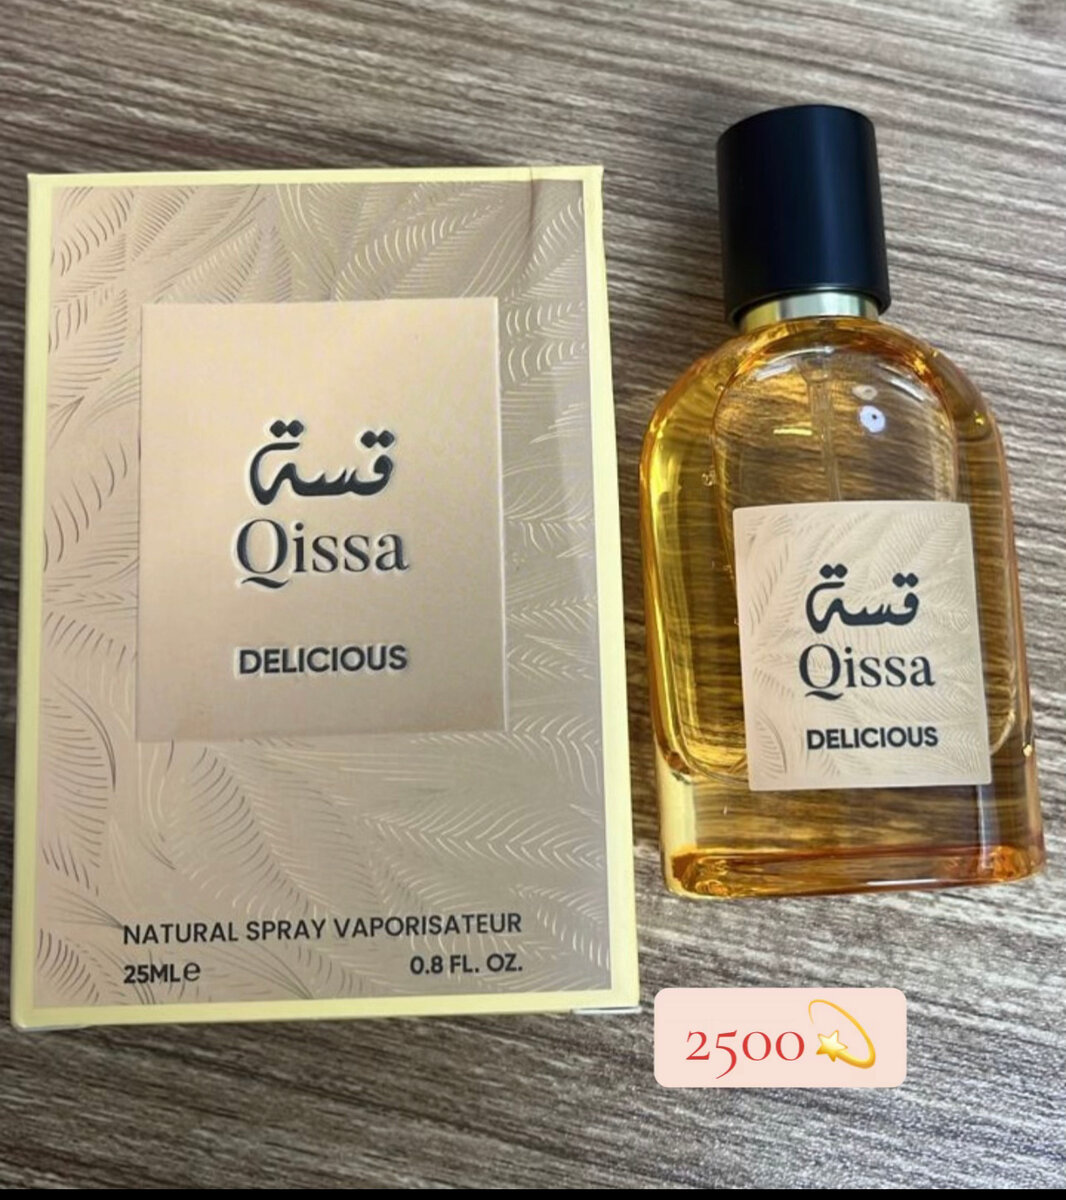 قسة
Qissa
DELICIOUS
NATURAL SPRAY VAPORISATEUR
25MLe 0.8 FL. OZ.
قسة
Qissa
DELICIOUS
2500💫